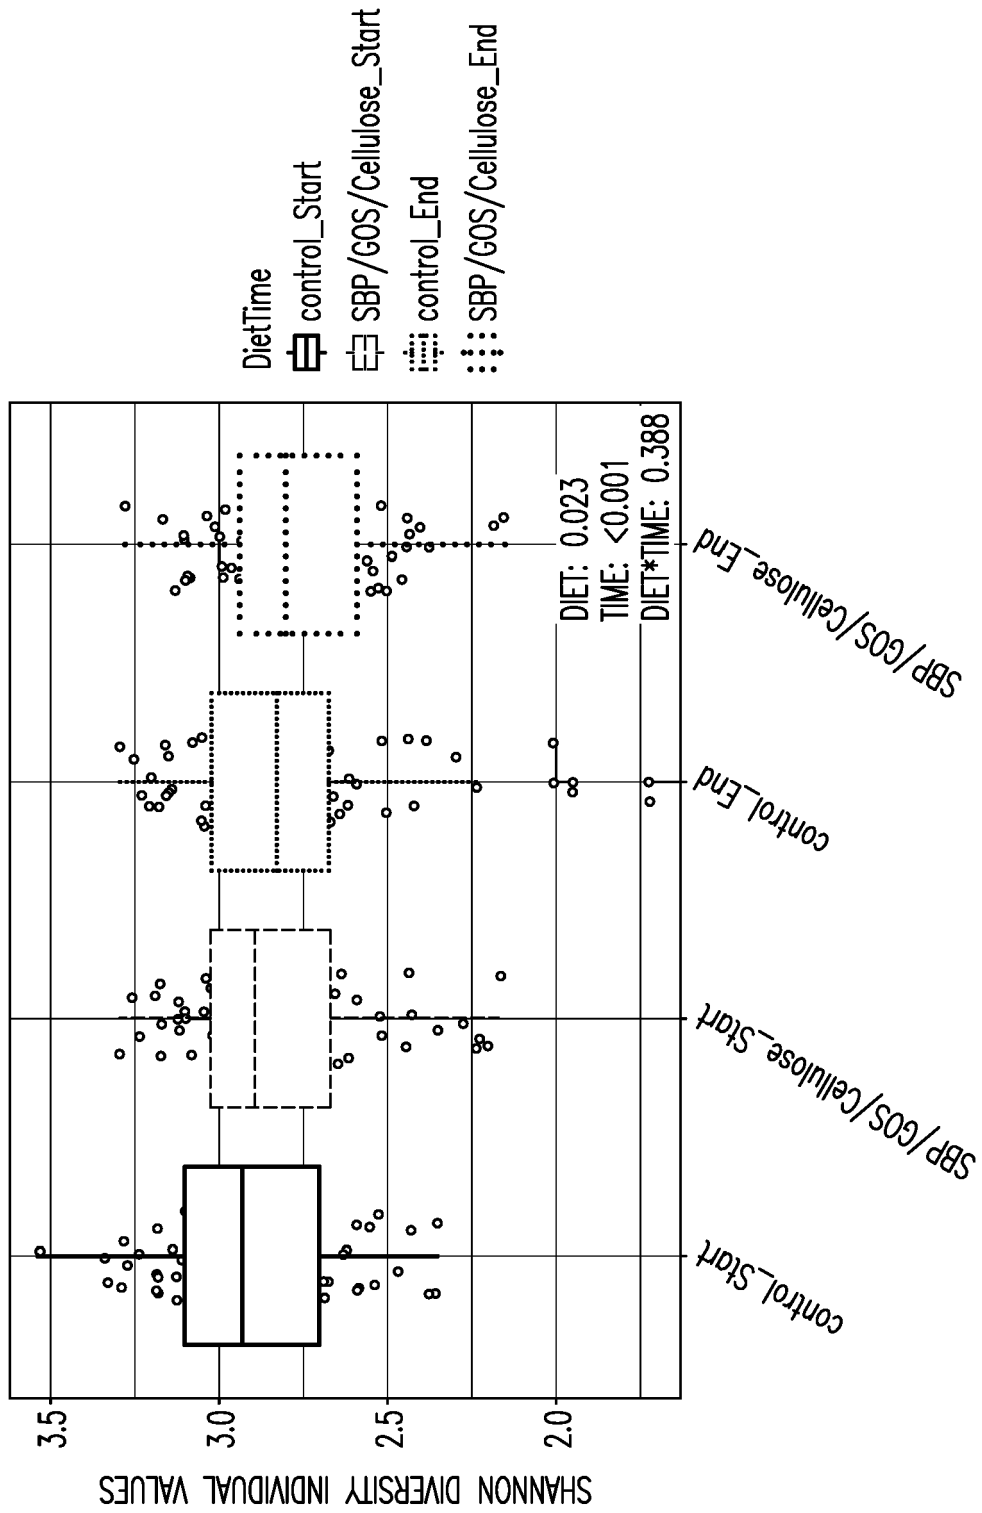 SHANNON DIVERSITY INDIVIDUAL VALUES
3.5
3.0
2.5
2.0
DIET: 0.023
TIME: <0.001
DIET*TIME: 0.388
control_Start
SBP/GOS/Cellulose_Start
control_End
SBP/GOS/Cellulose_End
DietTime
control_Start
SBP/GOS/Cellulose_Start
control_End
SBP/GOS/Cellulose_End